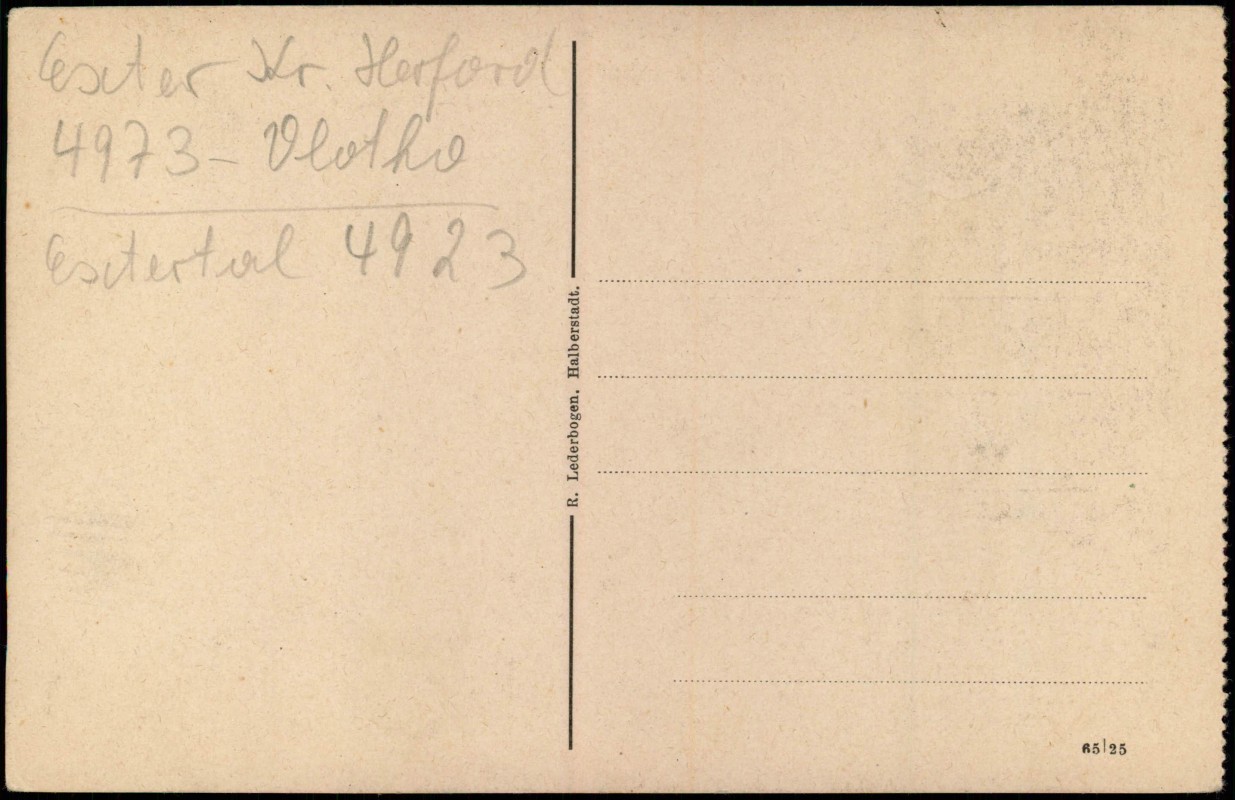 Exter Kr. Herford
4973 - Vlotho
Extertal 4923
R. Lederbogen. Halberstadt.
65|25